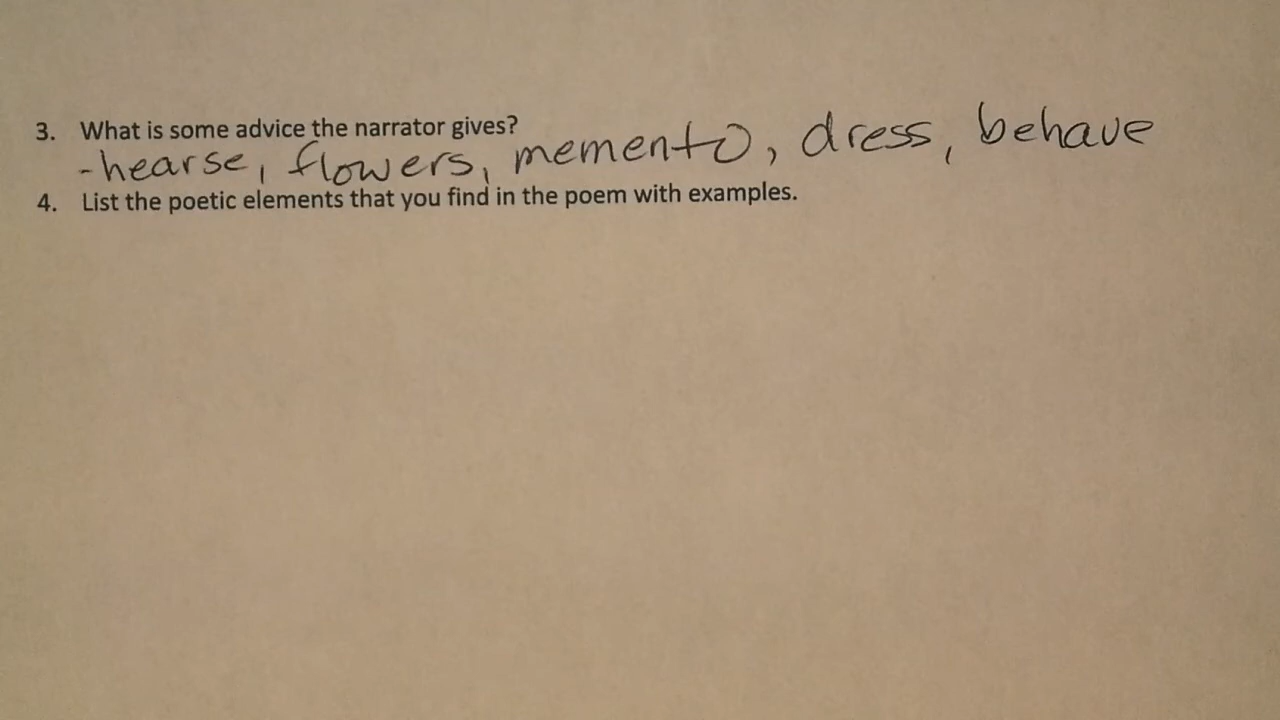 3. What is some advice the narrator gives?
-hearse, flowers, memento, dress, behave
4. List the poetic elements that you find in the poem with examples.